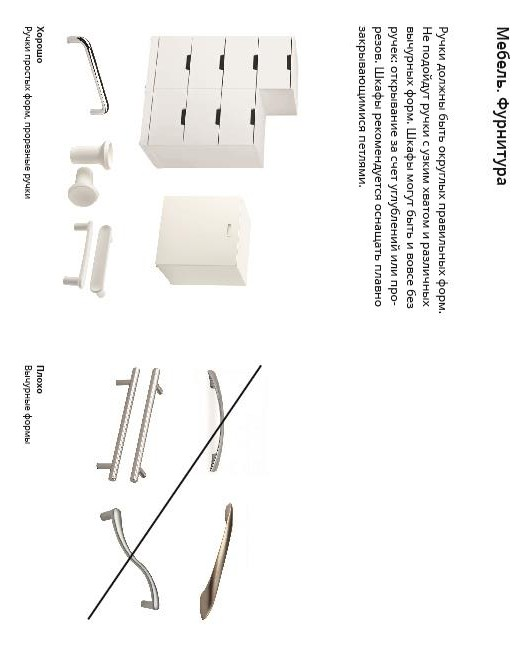 Мебель. Фурнитура
Ручки должны быть округлых правильных форм.
Не подойдут ручки с узким хватом и различных
вычурных форм. Шкафы могут быть и вовсе без
ручек: открывание за счет углублений или про-
резов. Шкафы рекомендуется оснащать плавно
закрывающимися петлями.
Хорошо
Ручки простых форм, прорезные ручки
Плохо
Вычурные формы